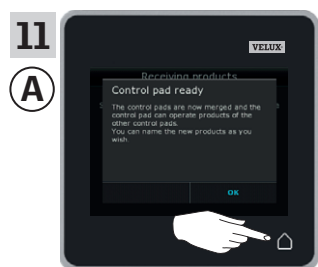 11
VELUX
A
Receiving products
Control pad ready
The control pads are now merged and the
control pad can operate products of the
other control pads.
You can name the new products as you
wish.
OK